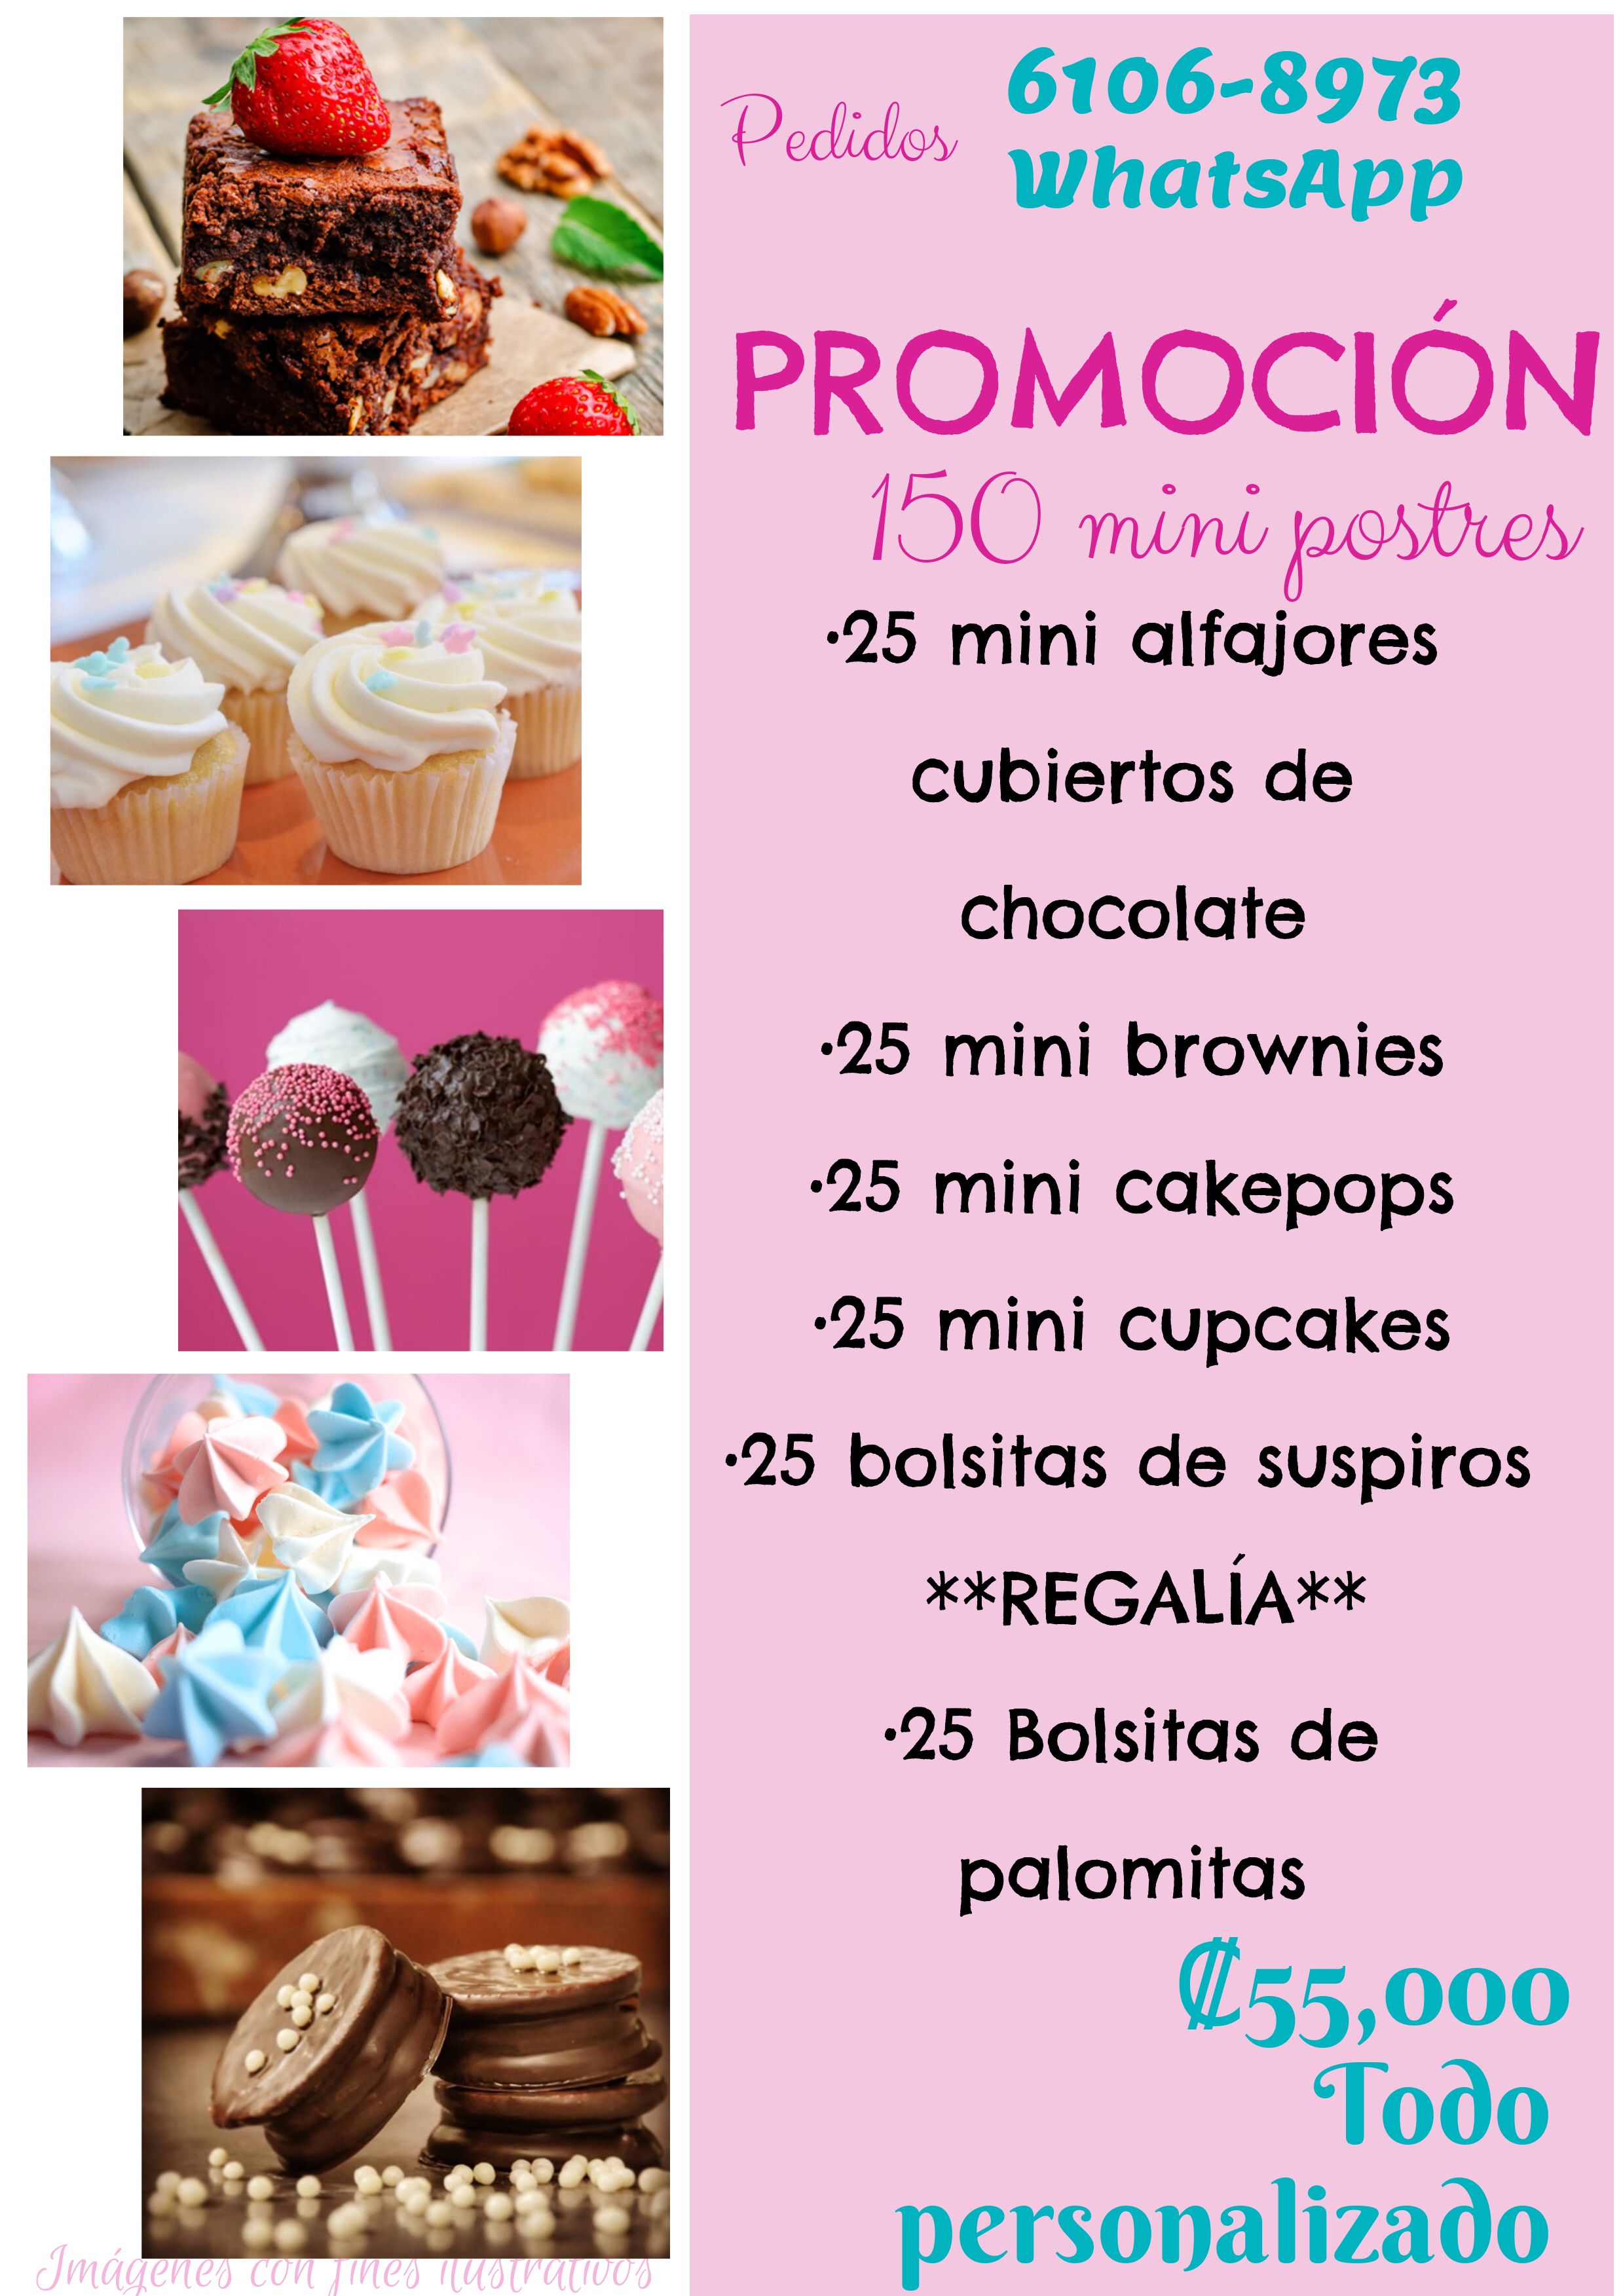 Pedidos
6106-8973
WhatsApp
PROMOCIÓN
150 mini postres
•25 mini alfajores
cubiertos de
chocolate
•25 mini brownies
•25 mini cakepops
•25 mini cupcakes
•25 bolsitas de suspiros
**REGALÍA**
•25 Bolsitas de
palomitas
₡55,000
Todo
personalizado
Imágenes con fines ilustrativos